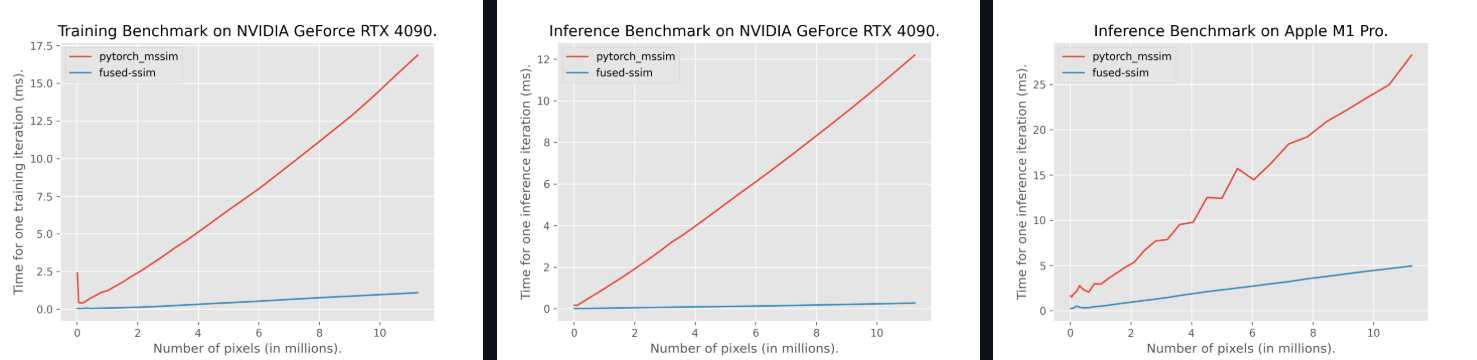 Training Benchmark on NVIDIA GeForce RTX 4090.
17.5
15.0
12.5
10.0
7.5
5.0
2.5
0.0
Time for one training iteration (ms).
pytorch_mssim
fused-ssim
0 2 4 6 8 10
Number of pixels (in millions).
Inference Benchmark on NVIDIA GeForce RTX 4090.
12
10
8
6
4
2
0
Time for one inference iteration (ms).
pytorch_mssim
fused-ssim
0 2 4 6 8 10
Number of pixels (in millions).
Inference Benchmark on Apple M1 Pro.
25
20
15
10
5
0
Time for one inference iteration (ms).
pytorch_mssim
fused-ssim
0 2 4 6 8 10
Number of pixels (in millions).